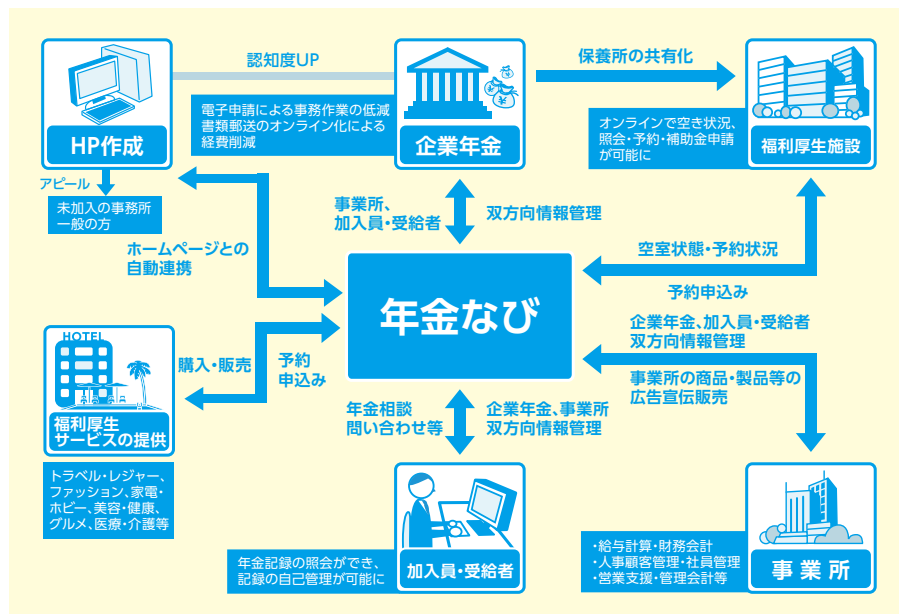 認知度UP
保養所の共有化
HP作成
電子申請による事務作業の低減
書類郵送のオンライン化による
経費削減
企業年金
オンラインで空き状況、
照会・予約・補助金申請
が可能に
福利厚生施設
アピール
未加入の事務所
一般の方
事業所、
加入員・受給者
双方向情報管理
ホームページとの
自動連携
空室状態・予約状況
予約申込み
年金なび
企業年金、加入員・受給者
双方向情報管理
HOTEL
購入・販売
予約
申込み
事業所の商品・製品等の
広告宣伝販売
福利厚生
サービスの提供
年金相談
問い合わせ等
企業年金、事業所
双方向情報管理
トラベル・レジャー、
ファッション、家電・
ホビー、美容・健康、
グルメ、医療・介護等
年金記録の照会ができ、
記録の自己管理が可能に
加入員・受給者
・給与計算・財務会計
・人事顧客管理・社員管理
・営業支援・管理会計等
事業所